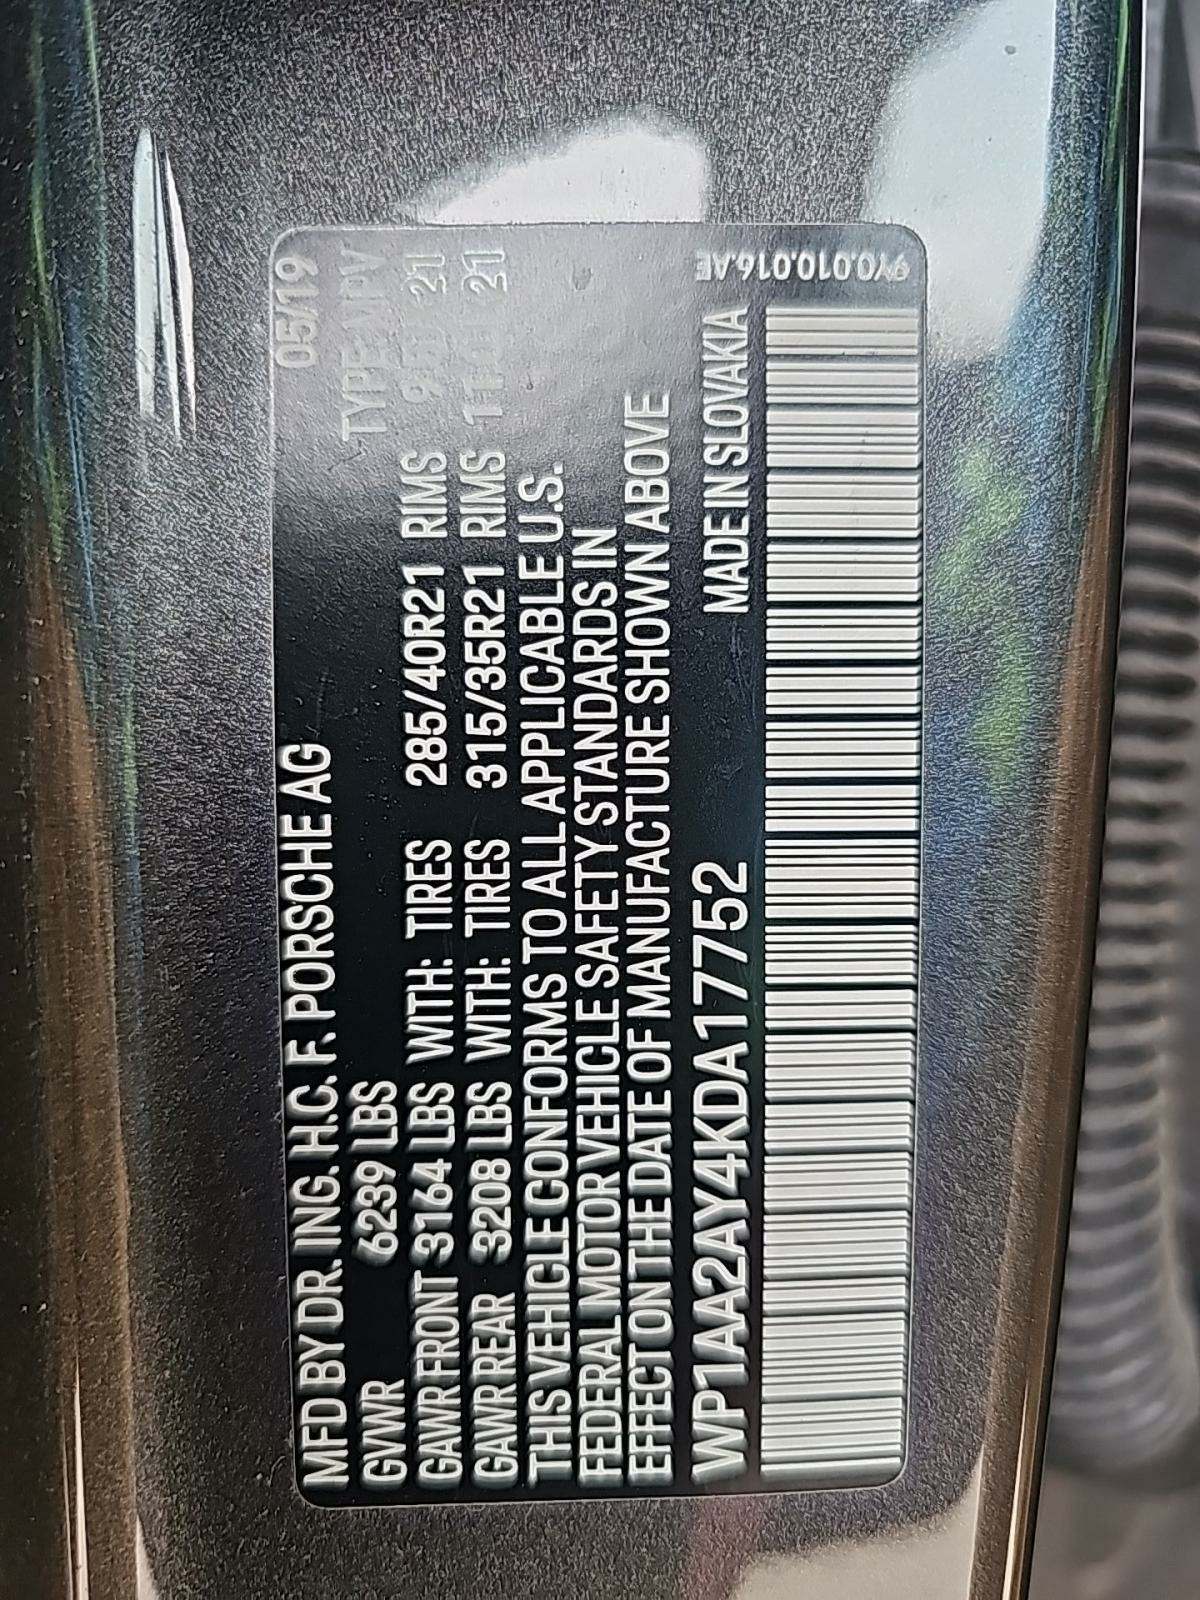 MFD BY DR. ING. H.C. F. PORSCHE AG 05/19
GVWR 6239 LBS TYPE: MPV
GAWR FRONT 3164 LBS WITH: TIRES 285/40R21 RIMS 21
GAWR REAR 3208 LBS WITH: TIRES 315/35R21 RIMS 21
THIS VEHICLE CONFORMS TO ALL APPLICABLE U.S.
FEDERAL MOTOR VEHICLE SAFETY STANDARDS IN
EFFECT ON THE DATE OF MANUFACTURE SHOWN ABOVE
WP1AA2AY4KDA17752 MADE IN SLOVAKIA
9Y0.010.016.AE